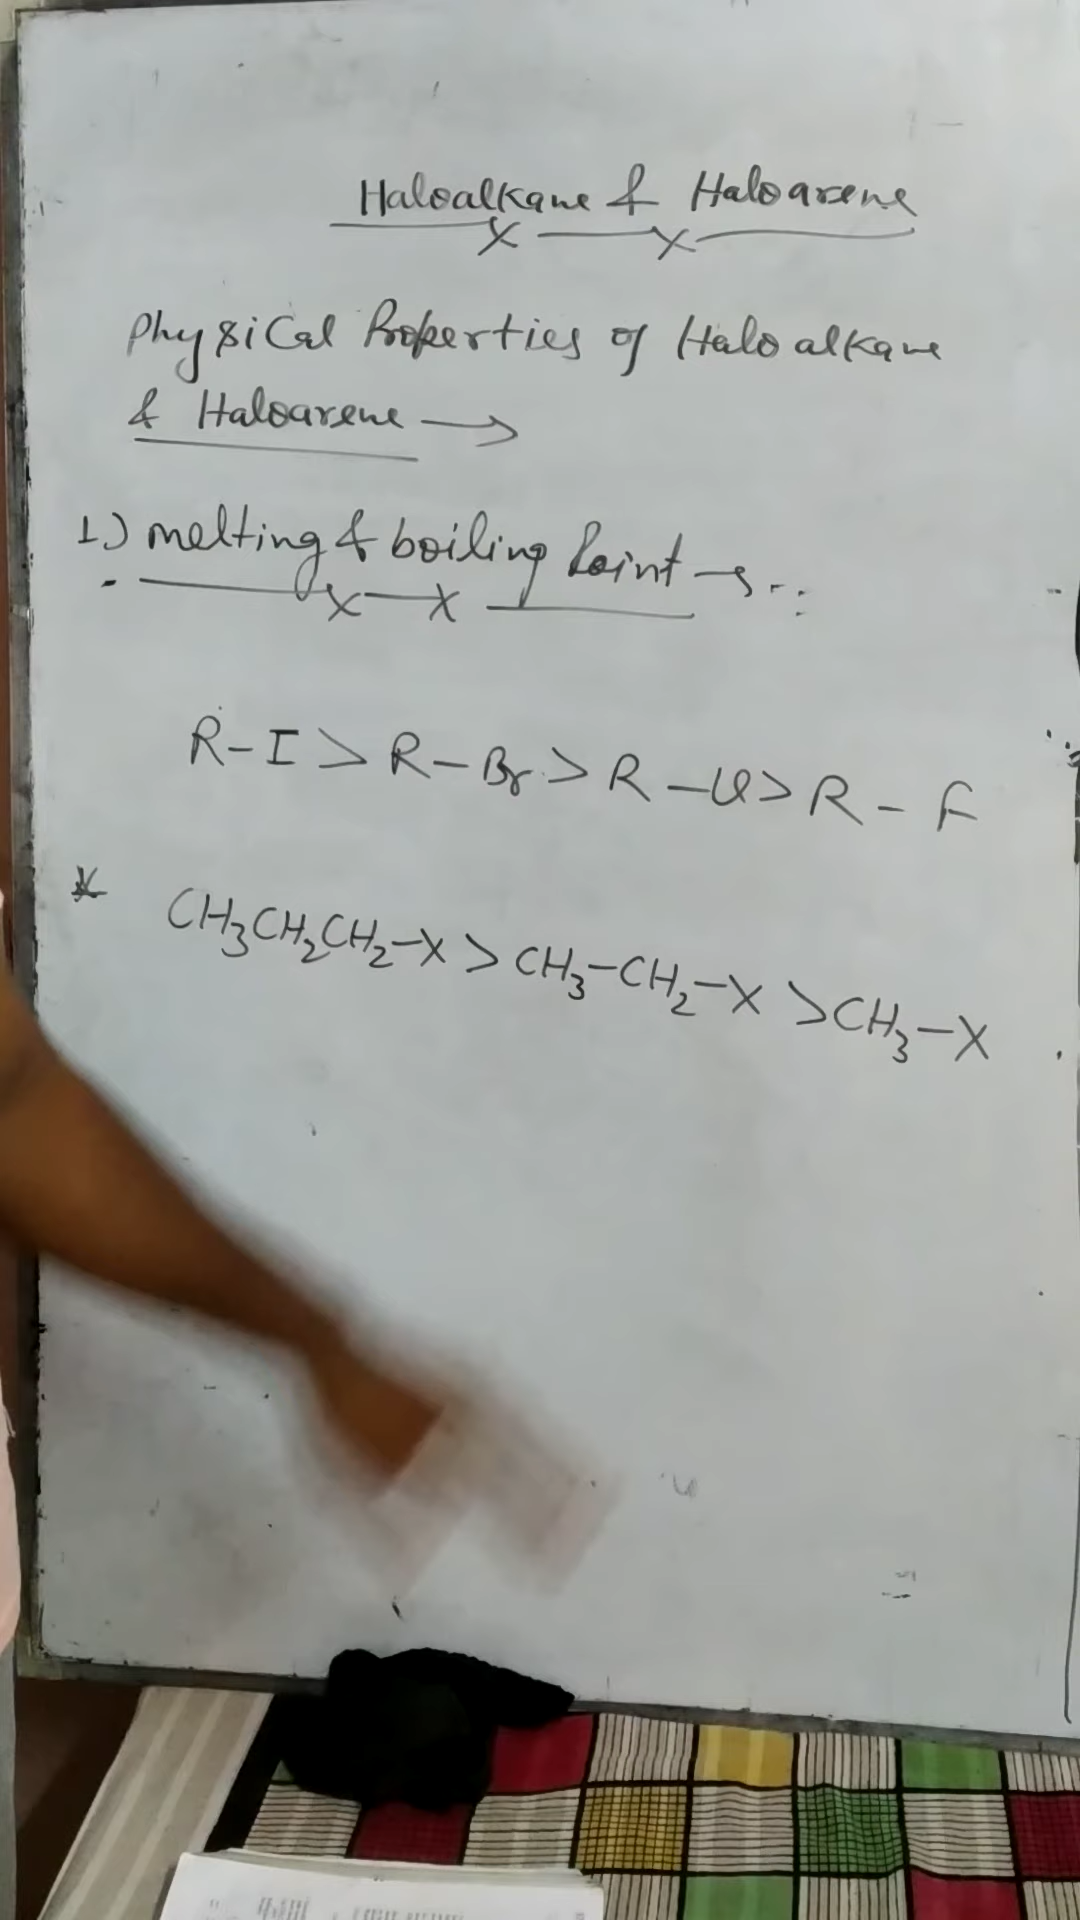 Haloalkane & Haloarene
Physical Properties of Haloalkane
& Haloarene →
1.) melting & boiling Point →
R-I > R-Br > R-Cl > R-F
* CH₃CH₂CH₂-X > CH₃-CH₂-X > CH₃-X